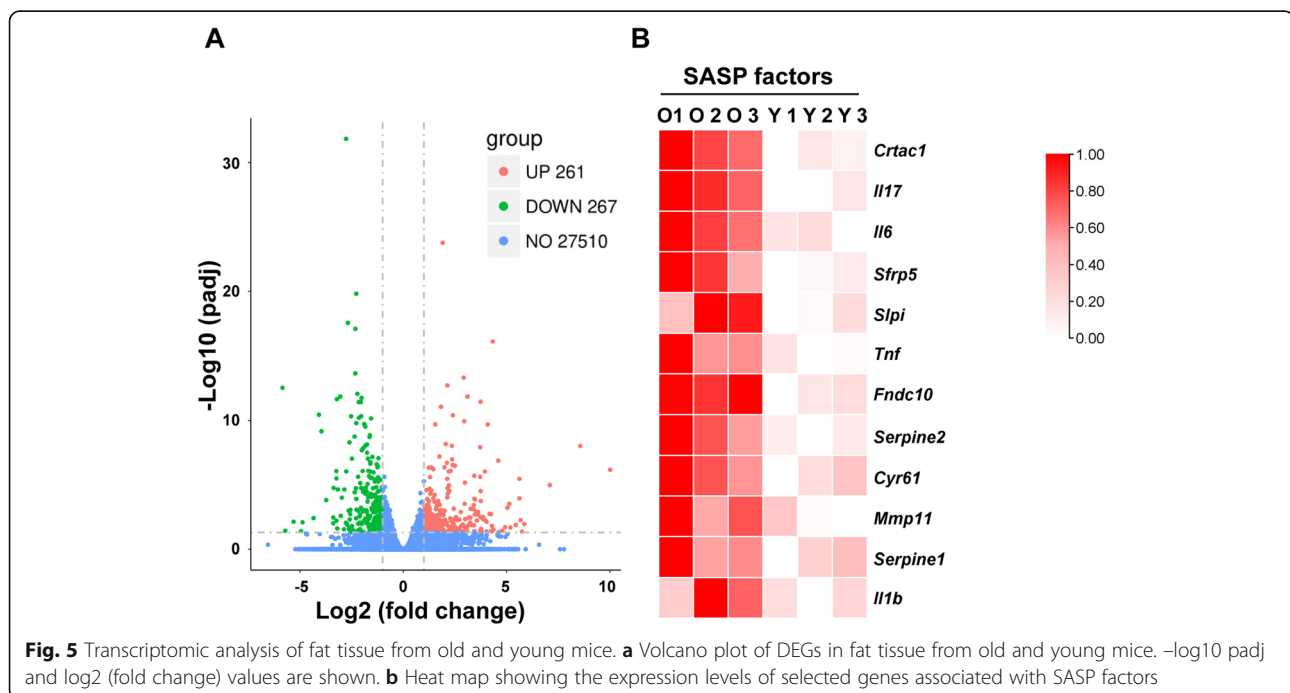 A
group
UP 261
DOWN 267
NO 27510
30
20
10
0
-Log10 (padj)
-5 0 5 10
Log2 (fold change)
B
SASP factors
O1 O 2 O 3 Y 1 Y 2 Y 3
Crtac1
Il17
Il6
Sfrp5
Slpi
Tnf
Fndc10
Serpine2
Cyr61
Mmp11
Serpine1
Il1b
1.00
0.80
0.60
0.40
0.20
0.00
Fig. 5 Transcriptomic analysis of fat tissue from old and young mice. a Volcano plot of DEGs in fat tissue from old and young mice. –log10 padj
and log2 (fold change) values are shown. b Heat map showing the expression levels of selected genes associated with SASP factors